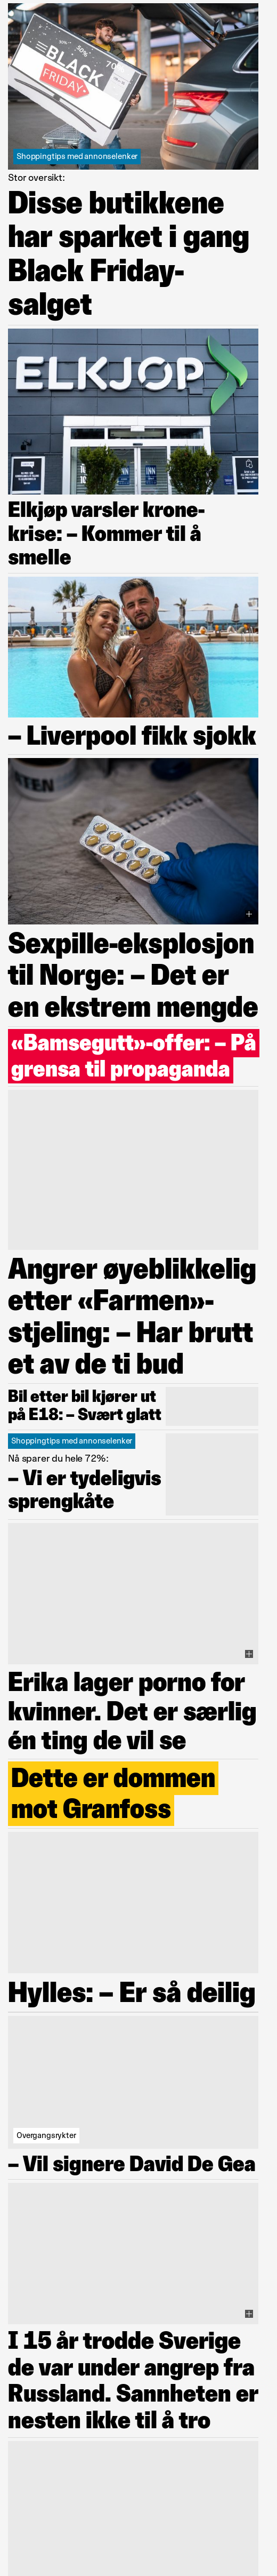 BLACK
FRIDAY
50%
70
Shoppingtips med annonselenker
Stor oversikt:
Disse butikkene
har sparket i gang
Black Friday-
salget
ELKJØP
Elkjøp varsler krone-
krise: – Kommer til å
smelle
– Liverpool fikk sjokk
Sexpille-eksplosjon
til Norge: – Det er
en ekstrem mengde
«Bamsegutt»-offer: – På
grensa til propaganda
Angrer øyeblikkelig
etter «Farmen»-
stjeling: – Har brutt
et av de ti bud
Bil etter bil kjører ut
på E18: – Svært glatt
Shoppingtips med annonselenker
Nå sparer du hele 72%:
– Vi er tydeligvis
sprengkåte
Erika lager porno for
kvinner. Det er særlig
én ting de vil se
Dette er dommen
mot Granfoss
Hylles: – Er så deilig
Overgangsrykter
– Vil signere David De Gea
I 15 år trodde Sverige
de var under angrep fra
Russland. Sannheten er
nesten ikke til å tro